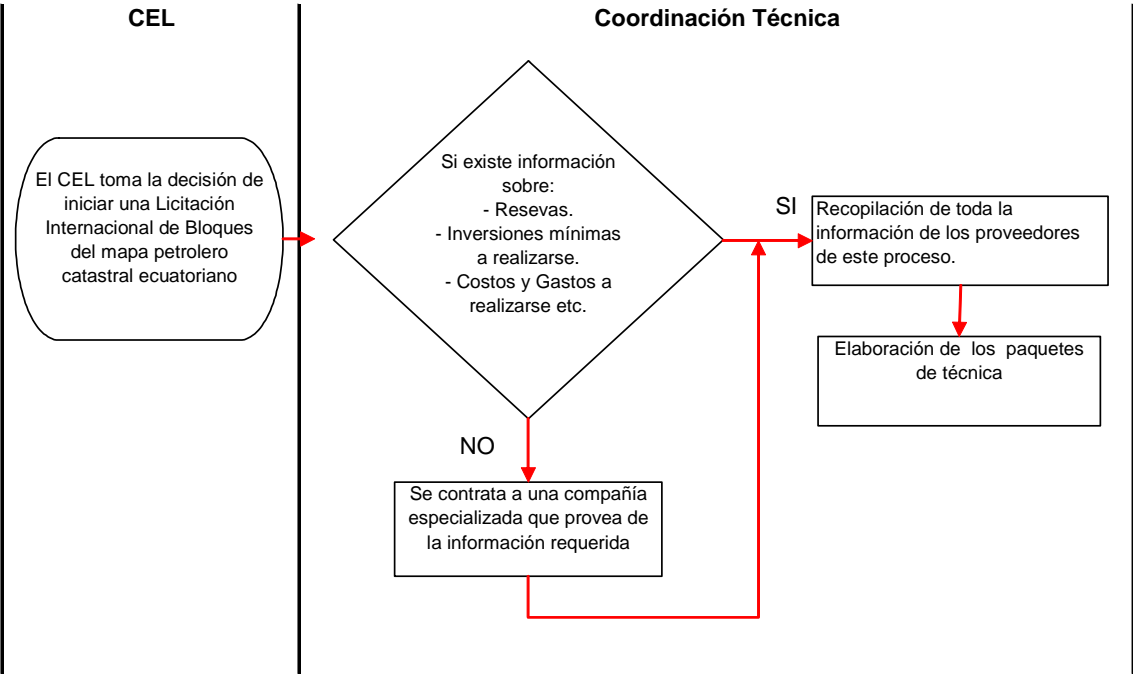 CEL
Coordinación Técnica
El CEL toma la decisión de
iniciar una Licitación
Internacional de Bloques
del mapa petrolero
catastral ecuatoriano
Si existe información
sobre:
- Resevas.
- Inversiones mínimas
a realizarse.
- Costos y Gastos a
realizarse etc.
SI
Recopilación de toda la
información de los proveedores
de este proceso.
Elaboración de los paquetes
de técnica
NO
Se contrata a una compañía
especializada que provea de
la información requerida